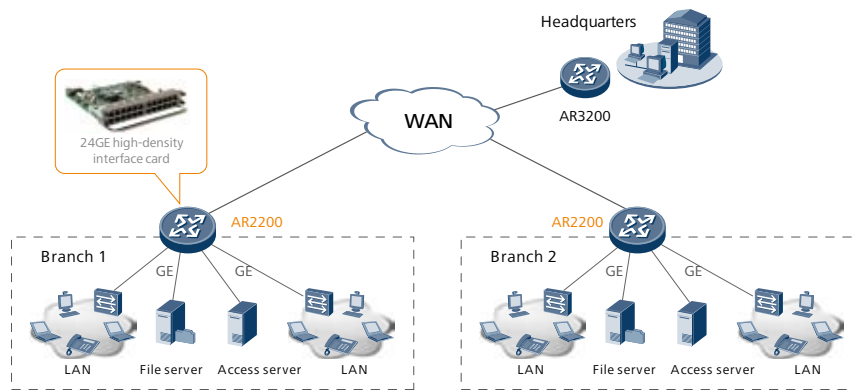 Headquarters
AR3200
WAN
24GE high-density
interface card
AR2200
AR2200
Branch 1
GE
GE
LAN
File server
Access server
LAN
Branch 2
GE
GE
LAN
File server
Access server
LAN